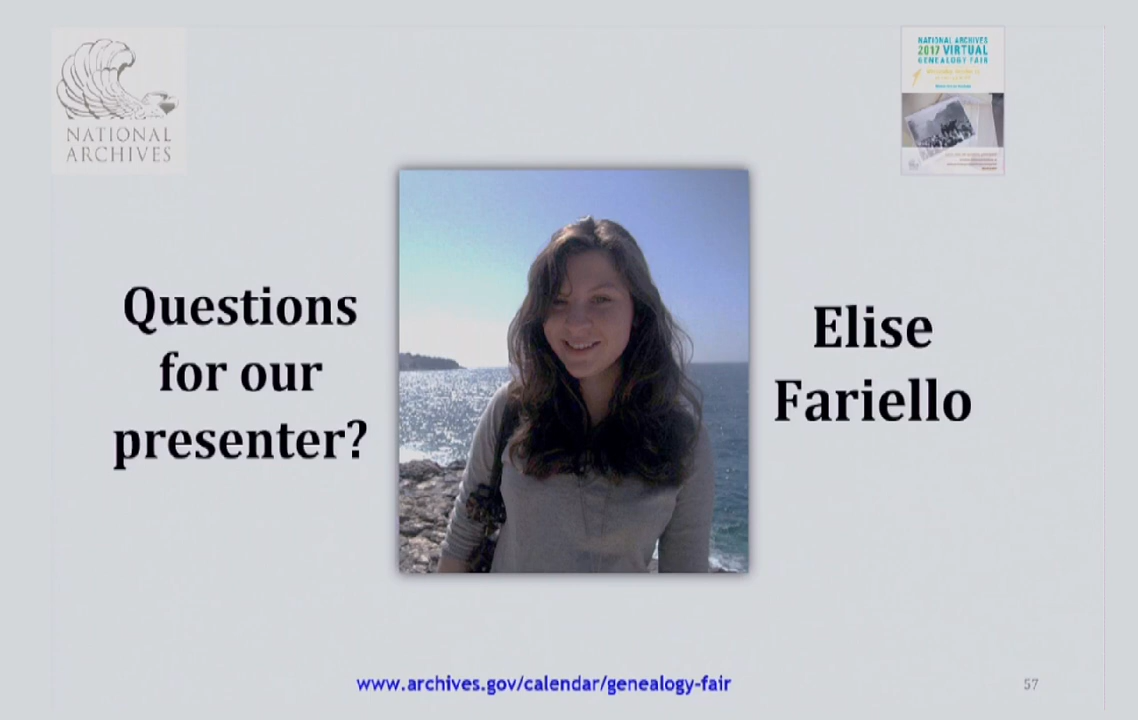 NATIONAL
ARCHIVES
NATIONAL ARCHIVES
2017 VIRTUAL
GENEALOGY FAIR
Questions
for our
presenter?
Elise
Fariello
www.archives.gov/calendar/genealogy-fair
57